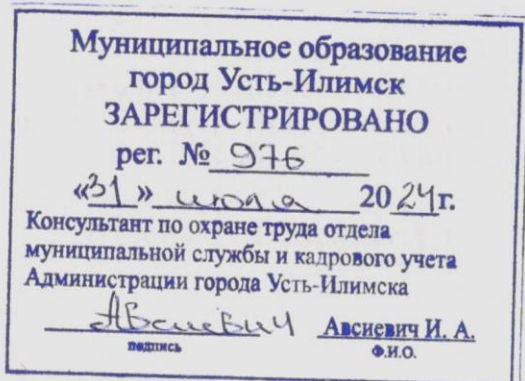 Муниципальное образование
город Усть-Илимск
ЗАРЕГИСТРИРОВАНО
рег. № 976
«31» июля 2024г.
Консультант по охране труда отдела
муниципальной службы и кадрового учета
Администрации города Усть-Илимска
Авсиевич Авсиевич И. А.
подпись Ф.И.О.